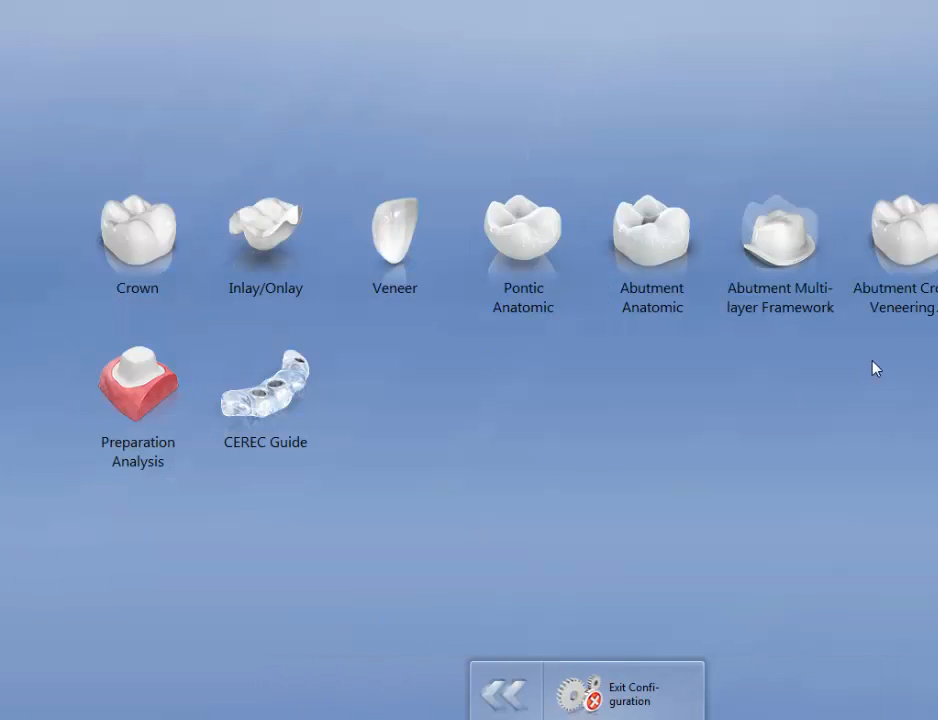 Crown
Inlay/Onlay
Veneer
Pontic
Anatomic
Abutment
Anatomic
Abutment Multi-
layer Framework
Abutment
Veneering.
Preparation
Analysis
CEREC Guide
Exit Confi-
guration